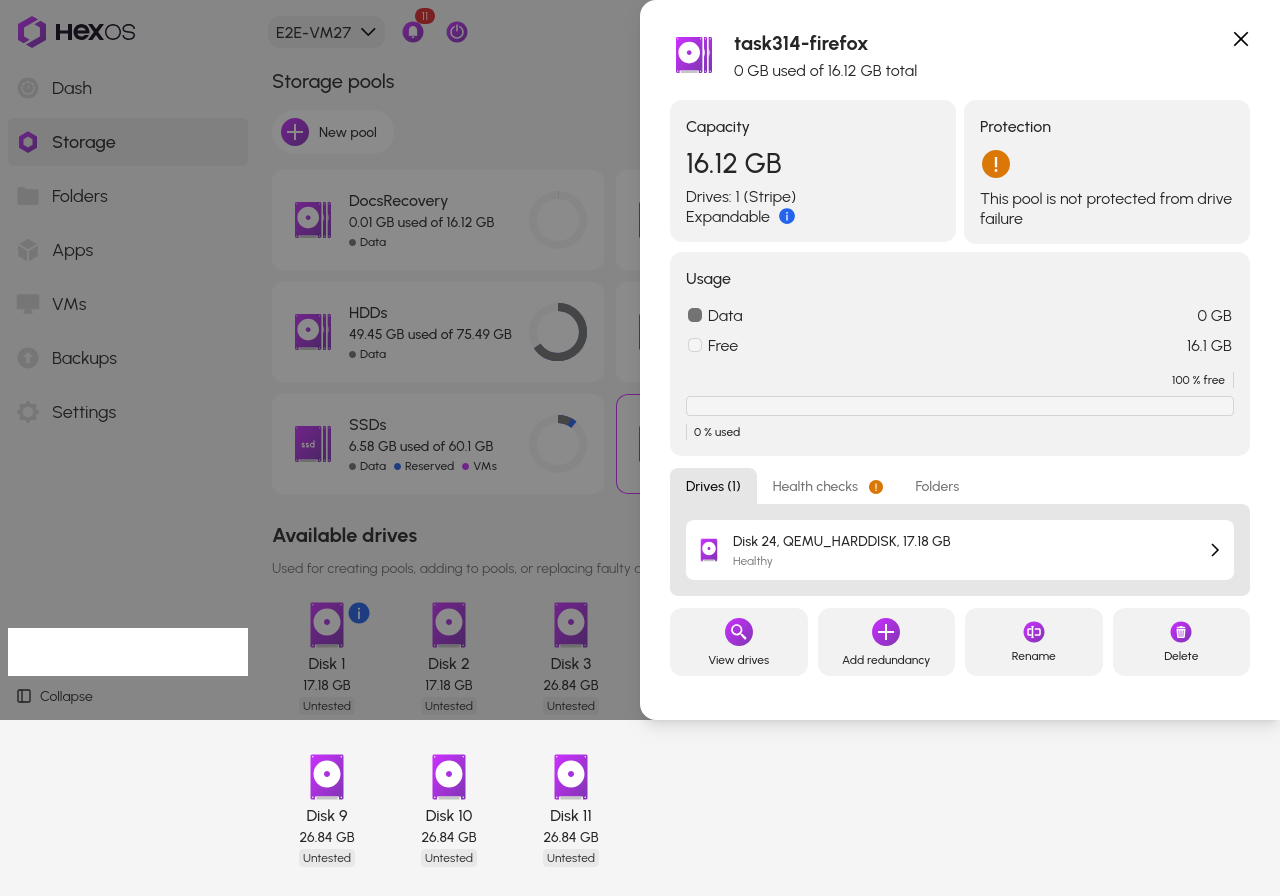 HEXOS
E2E-VM27
11
Dash
Storage
Folders
Apps
VMs
Backups
Settings
Collapse
Storage pools
New pool
DocsRecovery
0.01 GB used of 16.12 GB
Data
HDDs
49.45 GB used of 75.49 GB
Data
ssd
SSDs
6.58 GB used of 60.1 GB
Data Reserved VMs
Available drives
Used for creating pools, adding to pools, or replacing faulty
Disk 1
17.18 GB
Untested
Disk 2
17.18 GB
Untested
Disk 3
26.84 GB
Untested
Disk 9
26.84 GB
Untested
Disk 10
26.84 GB
Untested
Disk 11
26.84 GB
Untested
task314-firefox
0 GB used of 16.12 GB total
Capacity
16.12 GB
Drives: 1 (Stripe)
Expandable
Protection
This pool is not protected from drive
failure
Usage
Data 0 GB
Free 16.1 GB
100 % free
0 % used
Drives (1)
Health checks
Folders
Disk 24, QEMU_HARDDISK, 17.18 GB
Healthy
View drives
Add redundancy
Rename
Delete